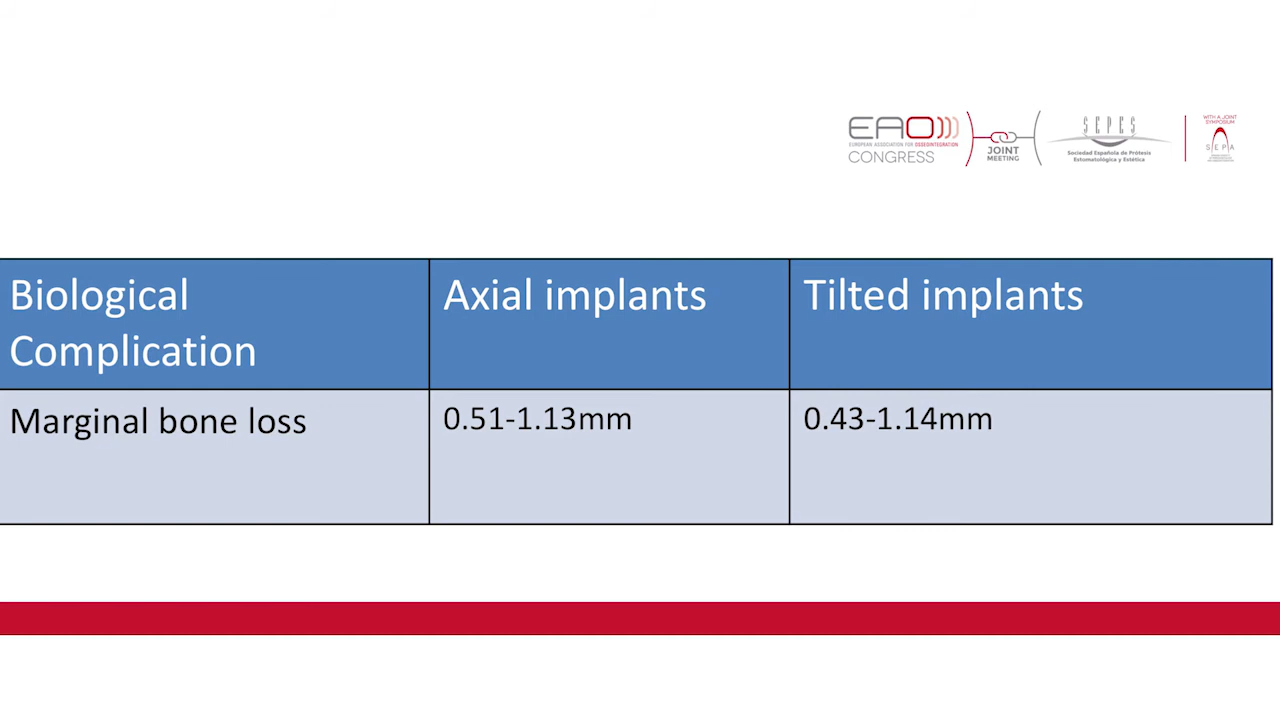 EAO
EUROPEAN ASSOCIATION FOR OSSEOINTEGRATION
CONGRESS
JOINT
MEETING
SEPES
Sociedad Española de Prótesis
Estomatológica y Estética
WITH A JOINT
SYMPOSIUM
SEPA
Biological
Complication
Axial implants
Tilted implants
Marginal bone loss
0.51-1.13mm
0.43-1.14mm